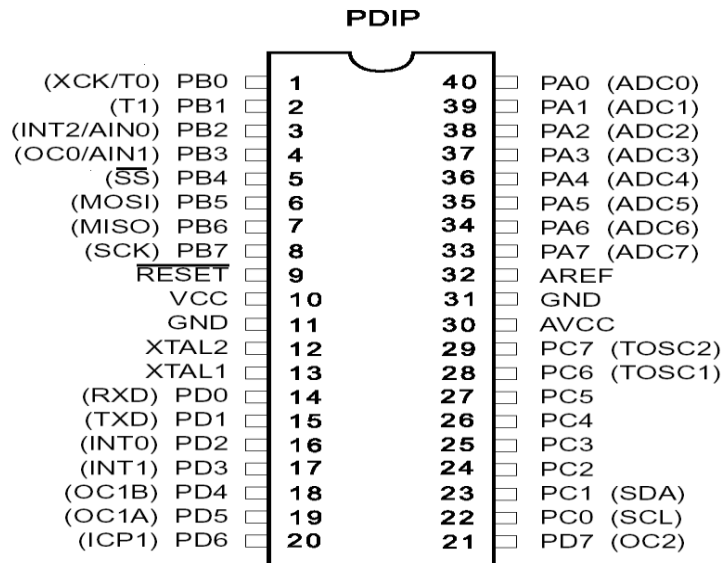 PDIP
(XCK/T0) PB0 1 40 PA0 (ADC0)
(T1) PB1 2 39 PA1 (ADC1)
(INT2/AIN0) PB2 3 38 PA2 (ADC2)
(OC0/AIN1) PB3 4 37 PA3 (ADC3)
(S̅S̅) PB4 5 36 PA4 (ADC4)
(MOSI) PB5 6 35 PA5 (ADC5)
(MISO) PB6 7 34 PA6 (ADC6)
(SCK) PB7 8 33 PA7 (ADC7)
R̅E̅S̅E̅T̅ 9 32 AREF
VCC 10 31 GND
GND 11 30 AVCC
XTAL2 12 29 PC7 (TOSC2)
XTAL1 13 28 PC6 (TOSC1)
(RXD) PD0 14 27 PC5
(TXD) PD1 15 26 PC4
(INT0) PD2 16 25 PC3
(INT1) PD3 17 24 PC2
(OC1B) PD4 18 23 PC1 (SDA)
(OC1A) PD5 19 22 PC0 (SCL)
(ICP1) PD6 20 21 PD7 (OC2)